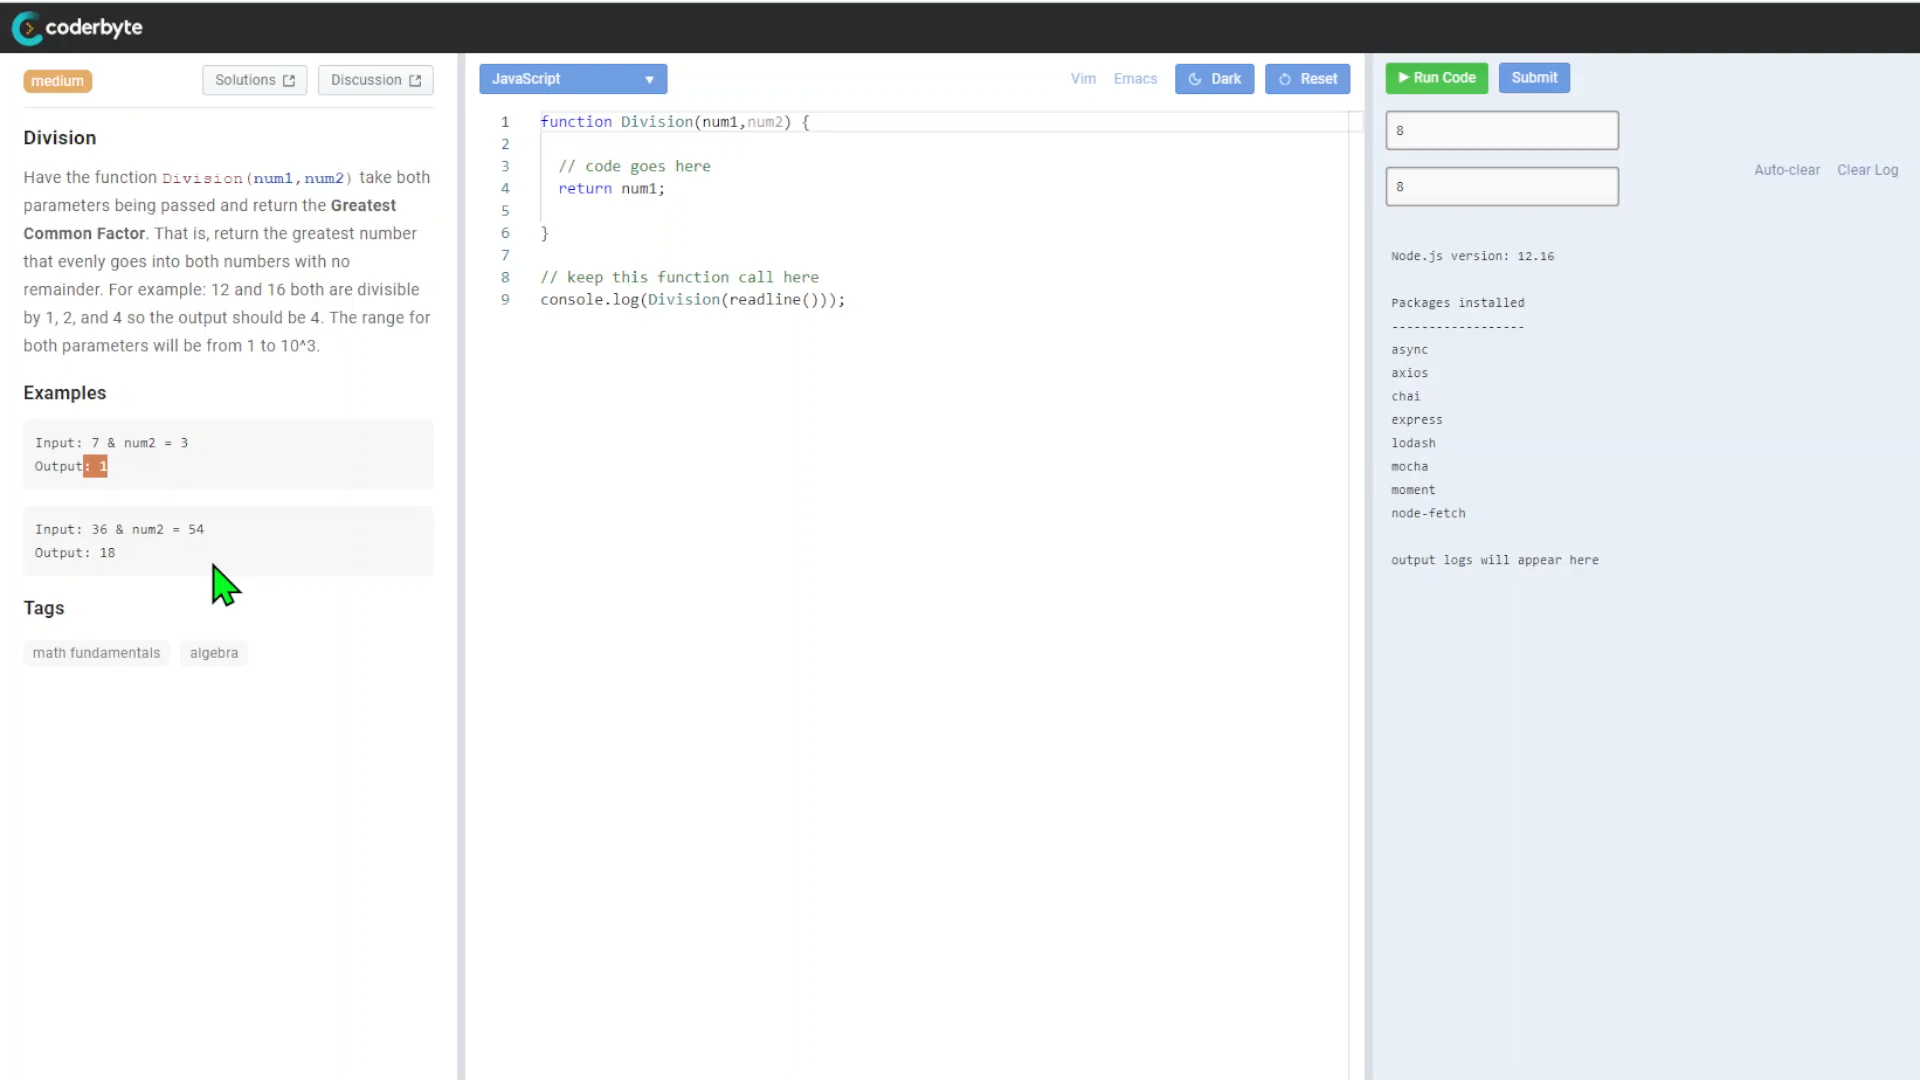 coderbyte
medium
Solutions
Discussion
Division
Have the function Division(num1,num2) take both
parameters being passed and return the Greatest
Common Factor. That is, return the greatest number
that evenly goes into both numbers with no
remainder. For example: 12 and 16 both are divisible
by 1, 2, and 4 so the output should be 4. The range for
both parameters will be from 1 to 10^3.
Examples
Input: 7 & num2 = 3
Output: 1
Input: 36 & num2 = 54
Output: 18
Tags
math fundamentals algebra
JavaScript
Vim Emacs Dark Reset
1 function Division(num1,num2) {
2
3 // code goes here
4 return num1;
5
6 }
7
8 // keep this function call here
9 console.log(Division(readline()));
Run Code Submit
8
8
Auto-clear Clear Log
Node.js version: 12.16
Packages installed
------------------
async
axios
chai
express
lodash
mocha
moment
node-fetch
output logs will appear here